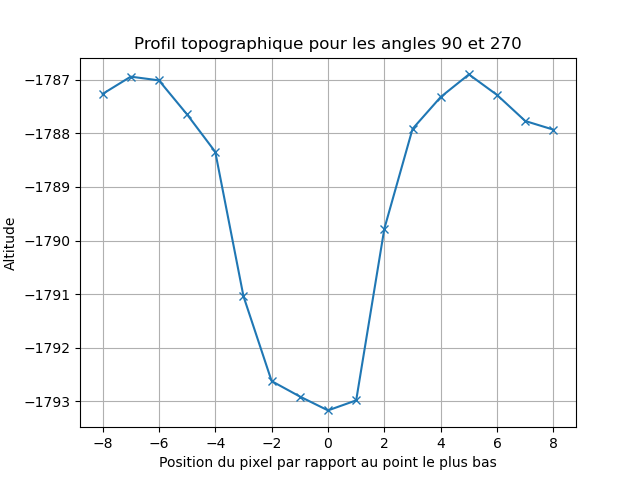 Profil topographique pour les angles 90 et 270
−1787
−1788
−1789
−1790
−1791
−1792
−1793
Altitude
−8 −6 −4 −2 0 2 4 6 8
Position du pixel par rapport au point le plus bas